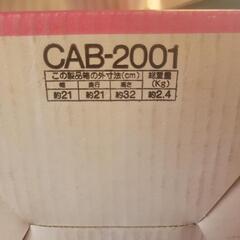 CAB-2001
この製品箱の外寸法(cm) 総重量
幅 奥行 高さ (Kg)
約21 約21 約32 約2.4